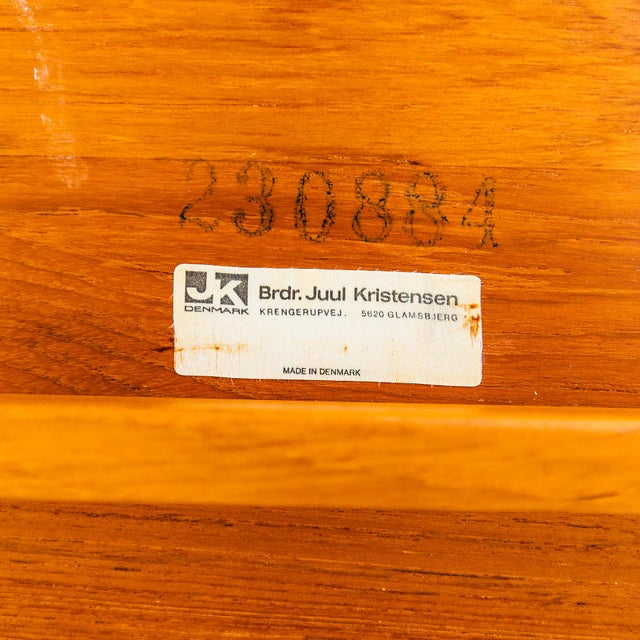 230884
JK
DENMARK
Brdr. Juul Kristensen
KRENGERUPVEJ. 5620 GLAMSBJERG
MADE IN DENMARK